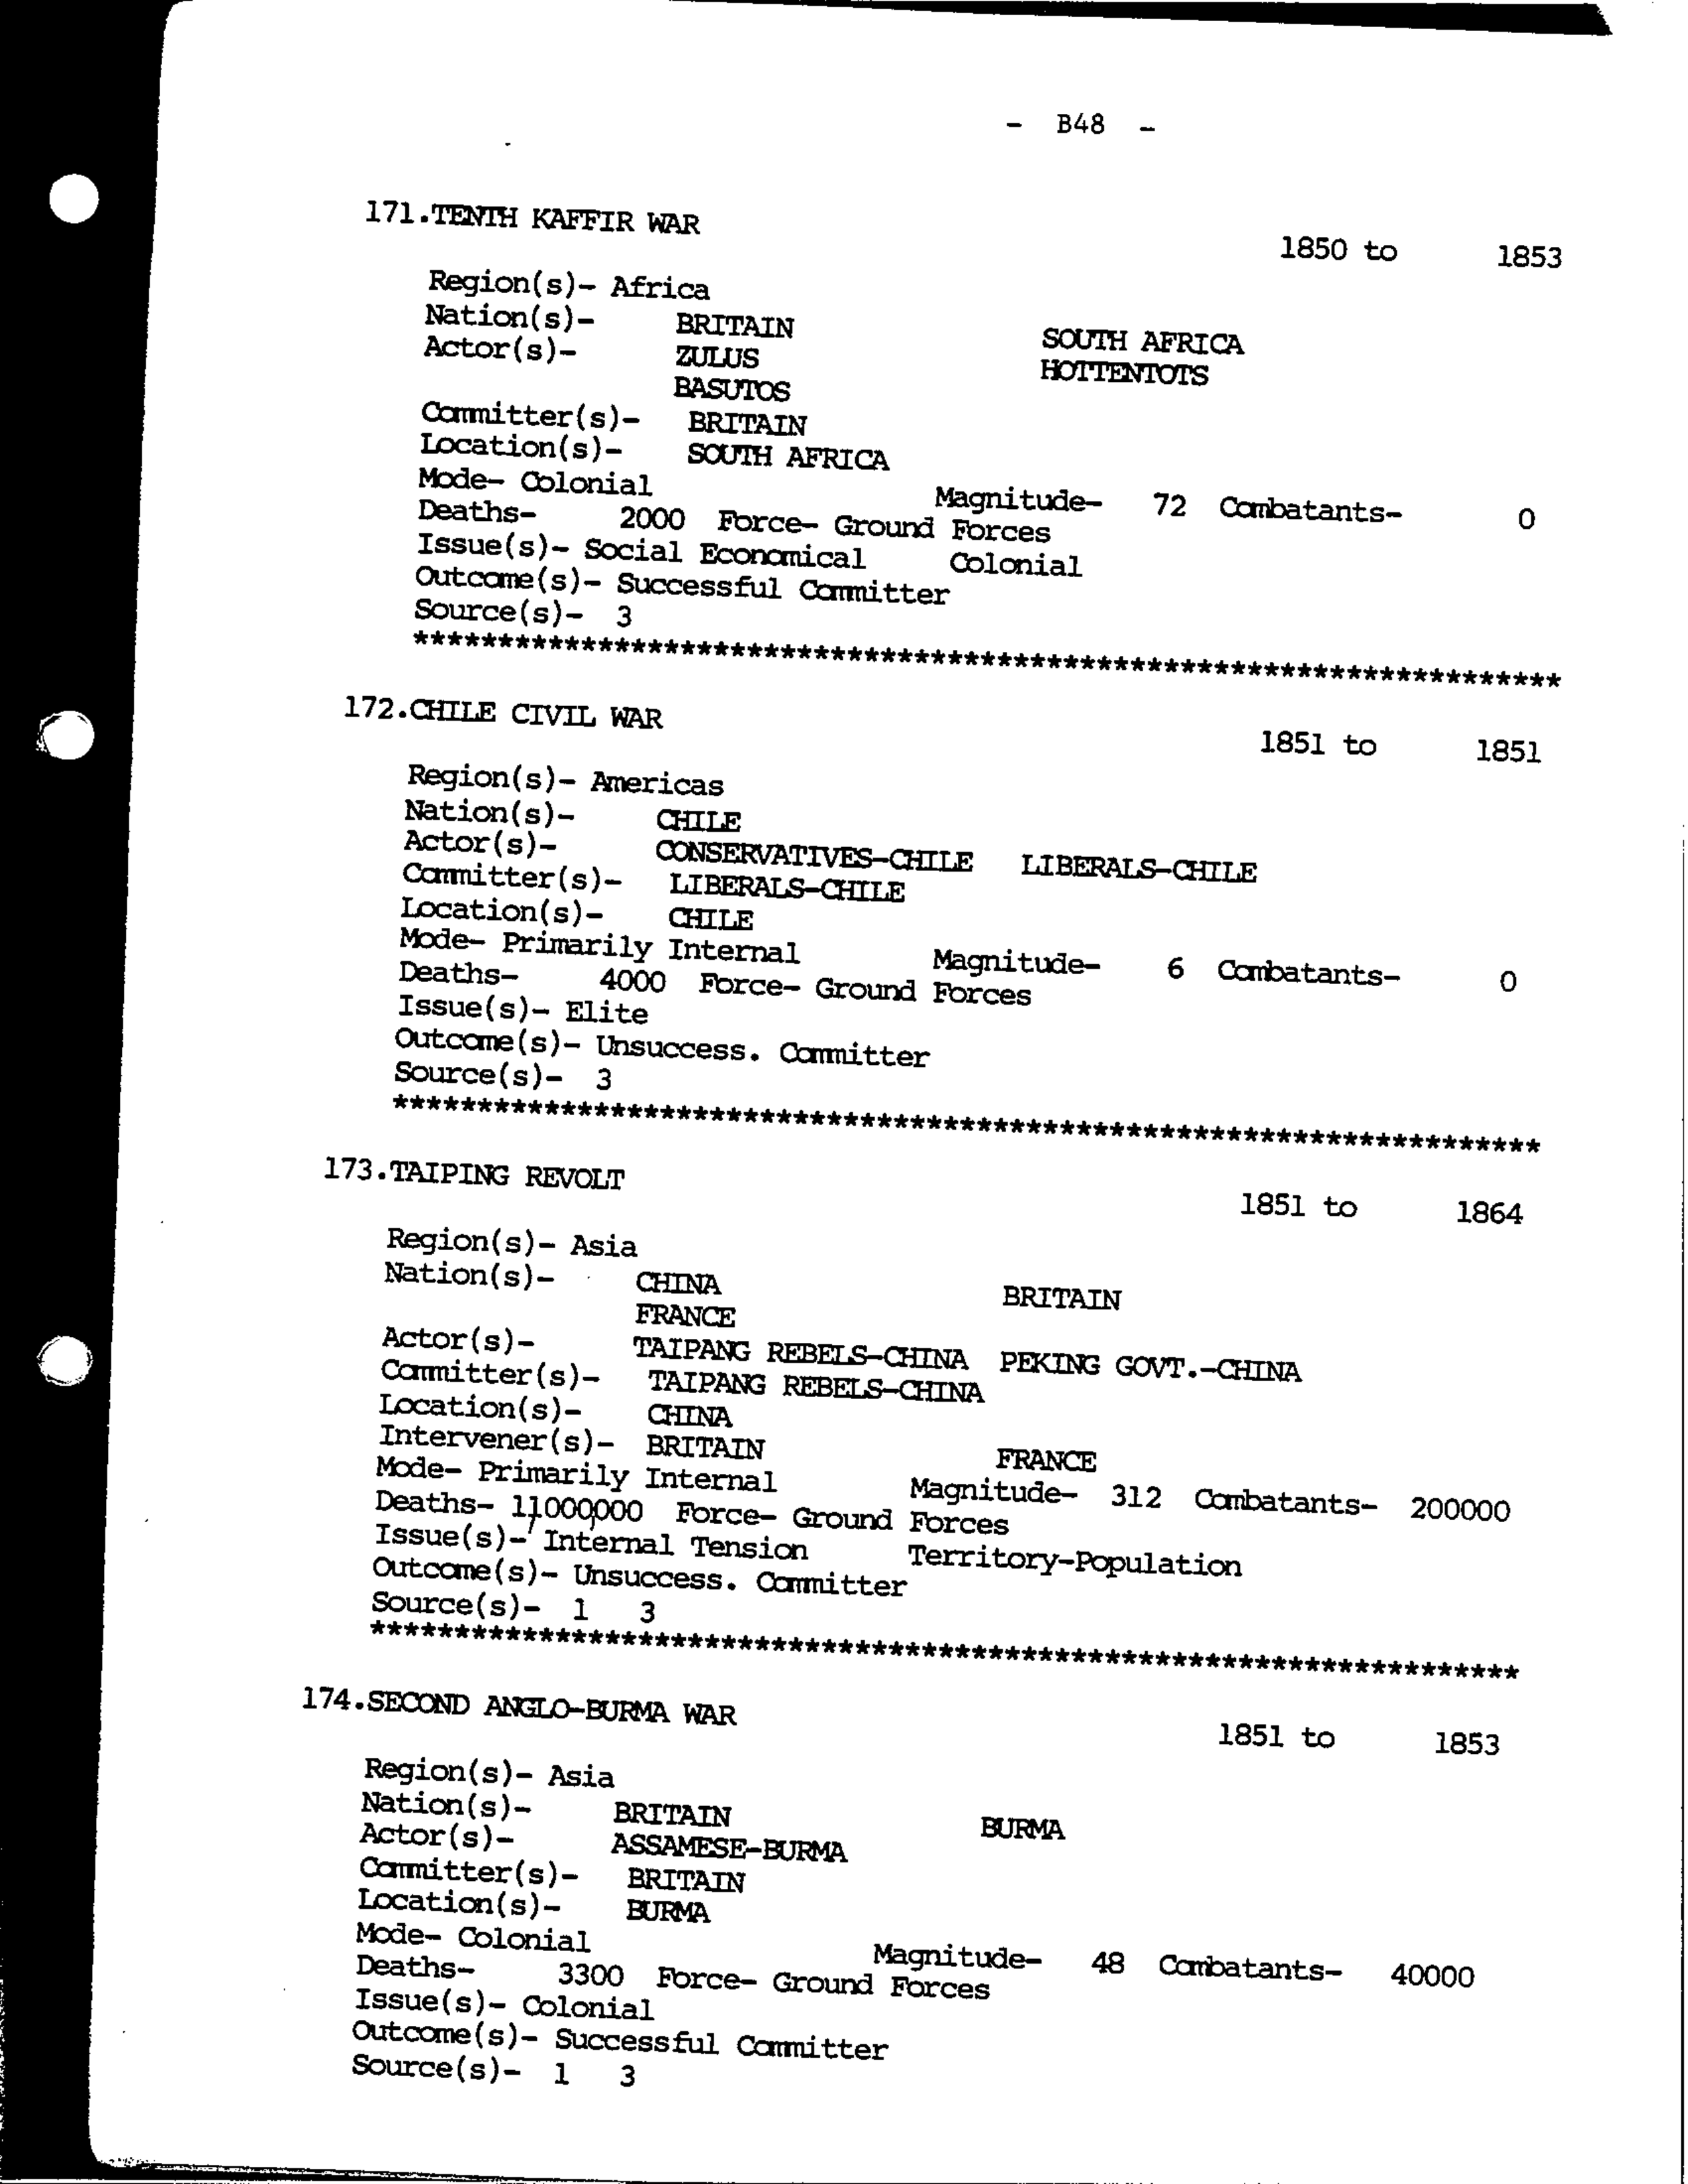 - B48 -
171.TENTH KAFFIR WAR 1850 to 1853
Region(s)- Africa
Nation(s)- BRITAIN SOUTH AFRICA
Actor(s)- ZULUS HOTTENTOTS
BASUTOS
Committer(s)- BRITAIN
Location(s)- SOUTH AFRICA
Mode- Colonial Magnitude- 72 Combatants- 0
Deaths- 2000 Force- Ground Forces
Issue(s)- Social Economical Colonial
Outcome(s)- Successful Committer
Source(s)- 3
*********************************************************************
172.CHILE CIVIL WAR 1851 to 1851
Region(s)- Americas
Nation(s)- CHILE
Actor(s)- CONSERVATIVES-CHILE LIBERALS-CHILE
Committer(s)- LIBERALS-CHILE
Location(s)- CHILE
Mode- Primarily Internal Magnitude- 6 Combatants- 0
Deaths- 4000 Force- Ground Forces
Issue(s)- Elite
Outcome(s)- Unsuccess. Committer
Source(s)- 3
*********************************************************************
173.TAIPING REVOLT 1851 to 1864
Region(s)- Asia
Nation(s)- CHINA BRITAIN
FRANCE
Actor(s)- TAIPANG REBELS-CHINA PEKING GOVT.-CHINA
Committer(s)- TAIPANG REBELS-CHINA
Location(s)- CHINA
Intervener(s)- BRITAIN FRANCE
Mode- Primarily Internal Magnitude- 312 Combatants- 200000
Deaths- 11000000 Force- Ground Forces
Issue(s)- Internal Tension Territory-Population
Outcome(s)- Unsuccess. Committer
Source(s)- 1 3
*********************************************************************
174.SECOND ANGLO-BURMA WAR 1851 to 1853
Region(s)- Asia
Nation(s)- BRITAIN BURMA
Actor(s)- ASSAMESE-BURMA
Committer(s)- BRITAIN
Location(s)- BURMA
Mode- Colonial Magnitude- 48 Combatants- 40000
Deaths- 3300 Force- Ground Forces
Issue(s)- Colonial
Outcome(s)- Successful Committer
Source(s)- 1 3